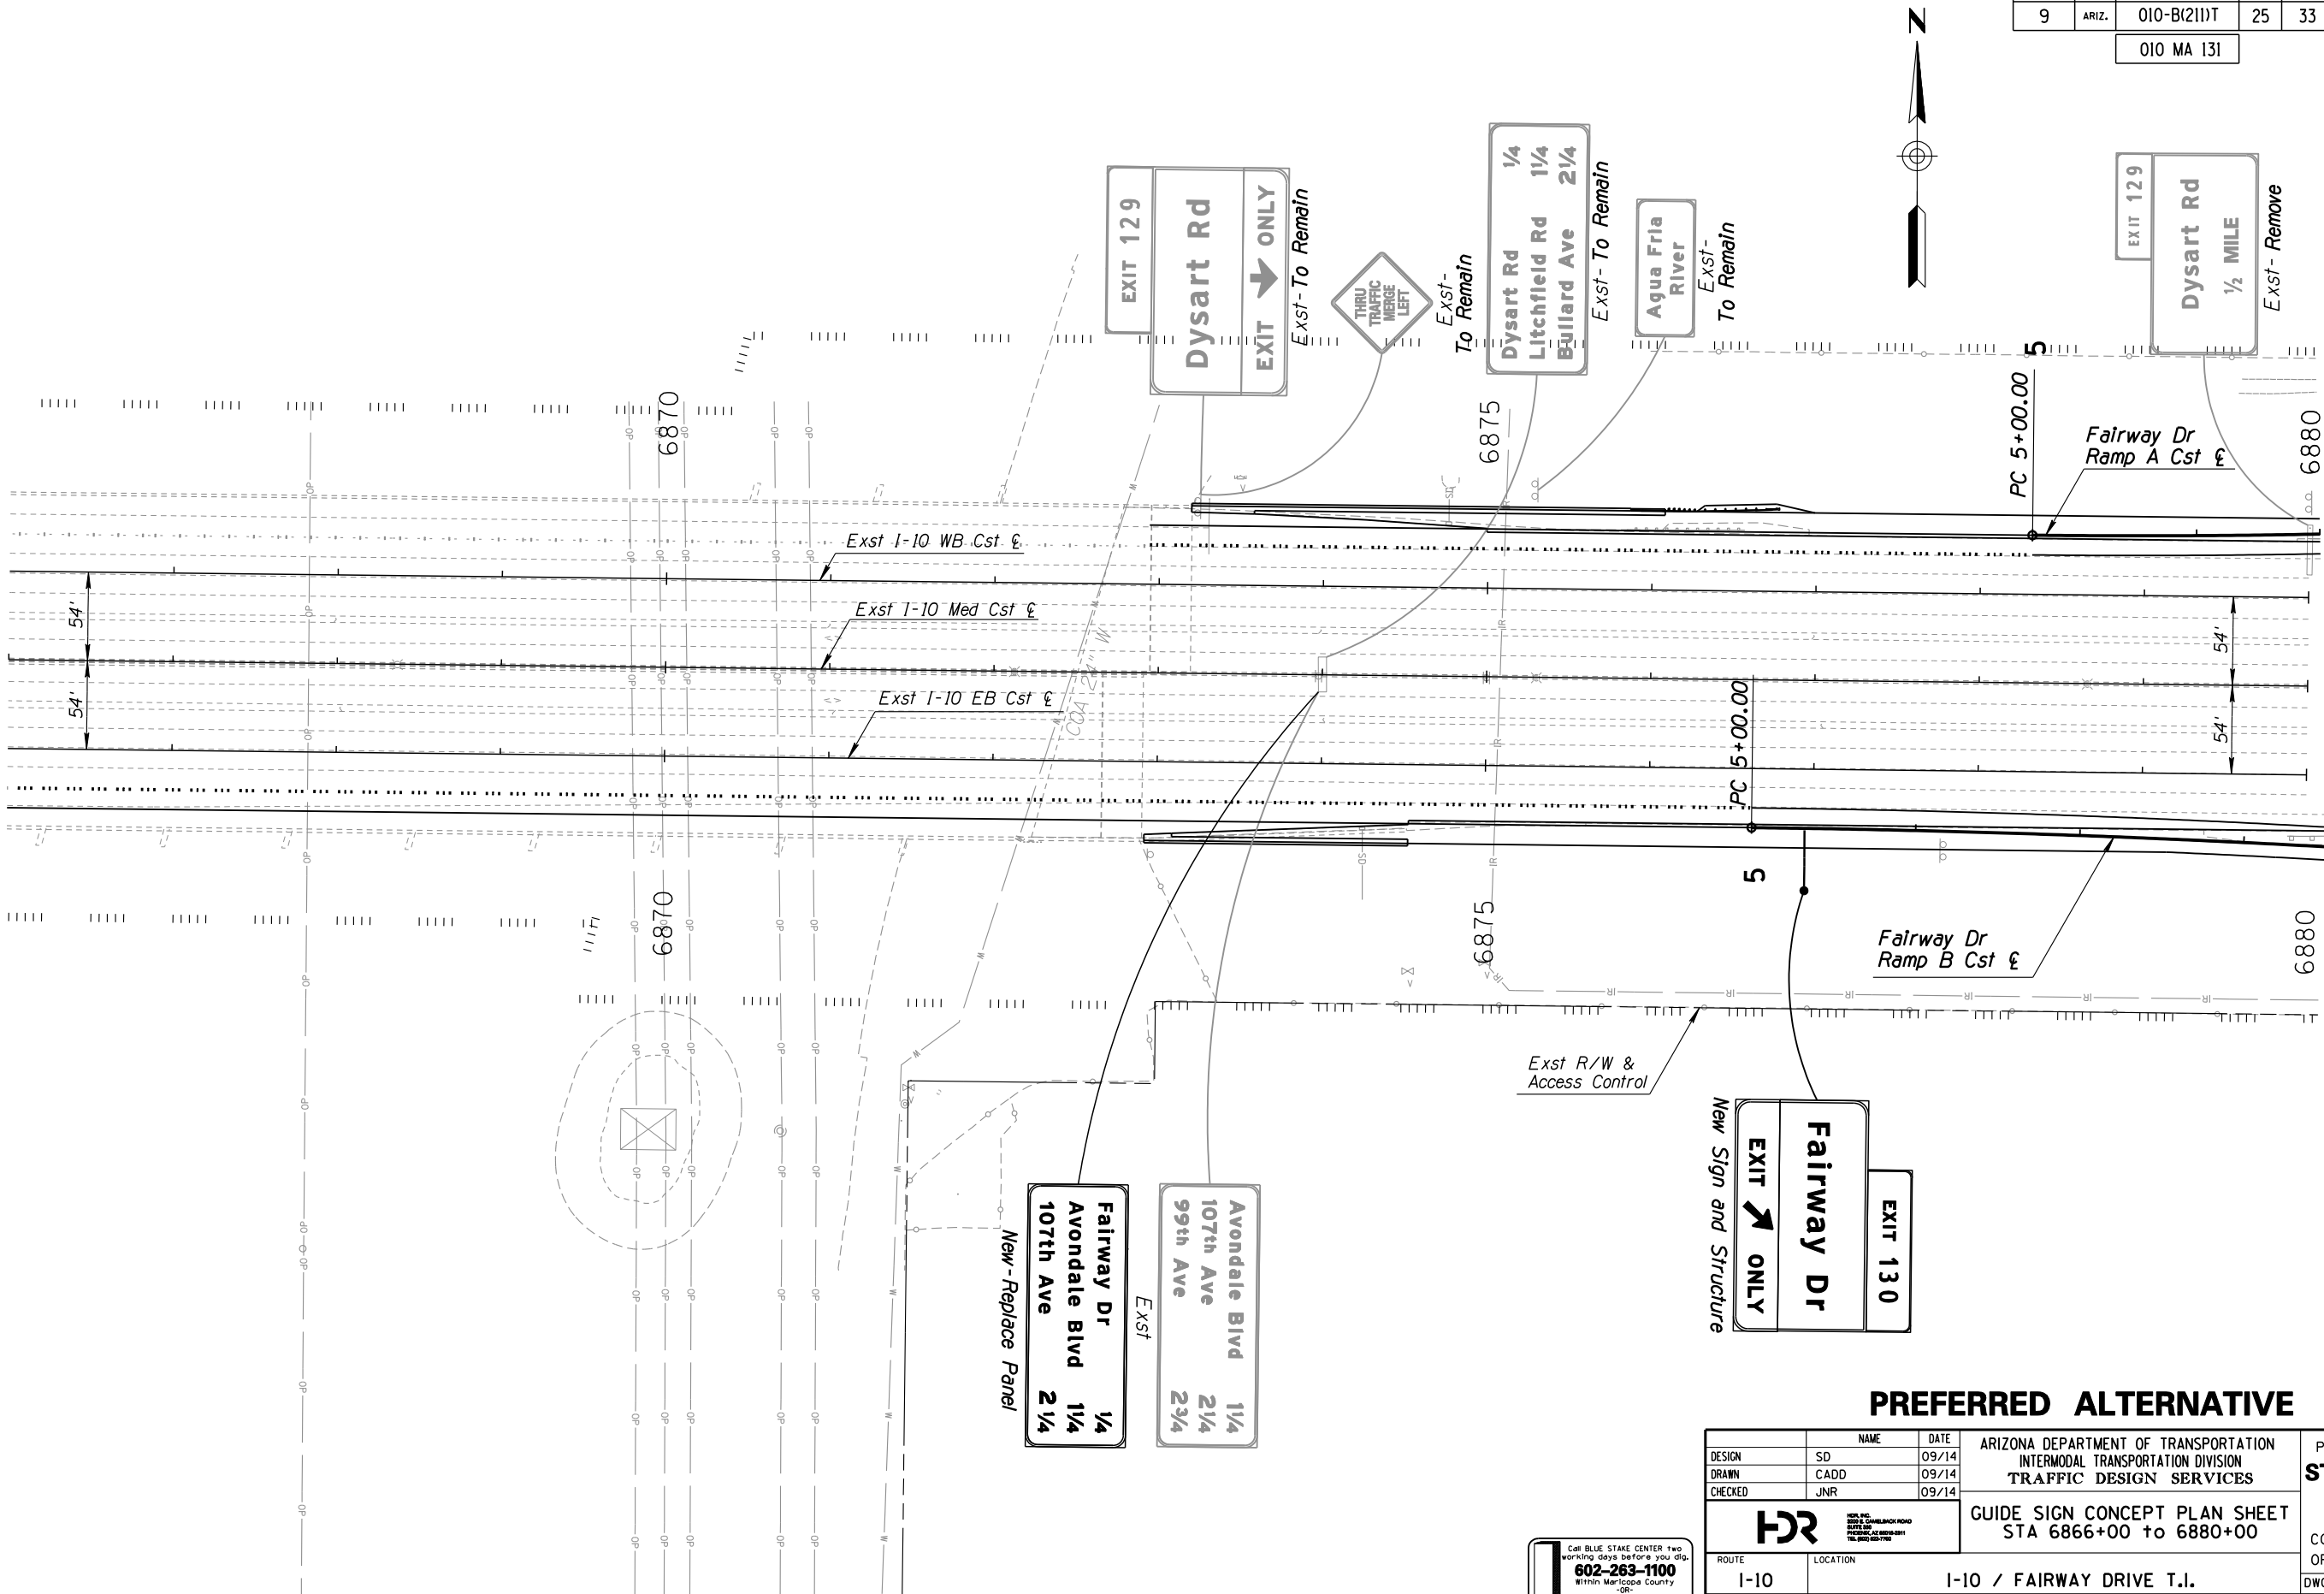 9 ARIZ. 010-B(211)T 25 33
010 MA 131
N
EXIT 129
Dysart Rd
EXIT ONLY
Exst-To Remain
THRU
TRAFFIC
MERGE
LEFT
Exst-
To Remain
Dysart Rd 1/4
Litchfield Rd 1 1/4
Bullard Ave 2 1/4
Exst-To Remain
Aqua Fria
River
Exst-
To Remain
EXIT 129
Dysart Rd
1/2 MILE
Exst-Remove
6870
6875
6880
5
PC 5+00.00
Fairway Dr
Ramp A Cst ℄
Exst I-10 WB Cst ℄
Exst I-10 Med Cst ℄
Exst I-10 EB Cst ℄
54'
54'
54'
54'
COA 24" W
PC 5+00.00
5
6870
6875
6880
Fairway Dr
Ramp B Cst ℄
Exst R/W &
Access Control
Fairway Dr 1/4
Avondale Blvd 1 1/4
107th Ave 2 1/4
New-Replace Panel
Avondale Blvd 1 1/4
107th Ave 2 1/4
99th Ave 2 3/4
Exst
EXIT 130
Fairway Dr
EXIT ONLY
New Sign and Structure
PREFERRED ALTERNATIVE
NAME DATE
DESIGN SD 09/14
DRAWN CADD 09/14
CHECKED JNR 09/14
ARIZONA DEPARTMENT OF TRANSPORTATION
INTERMODAL TRANSPORTATION DIVISION
TRAFFIC DESIGN SERVICES
HDR
GUIDE SIGN CONCEPT PLAN SHEET
STA 6866+00 to 6880+00
ROUTE
I-10
LOCATION
I-10 / FAIRWAY DRIVE T.I.
Call BLUE STAKE CENTER two
working days before you dig.
602-263-1100
Within Maricopa County
-OR-